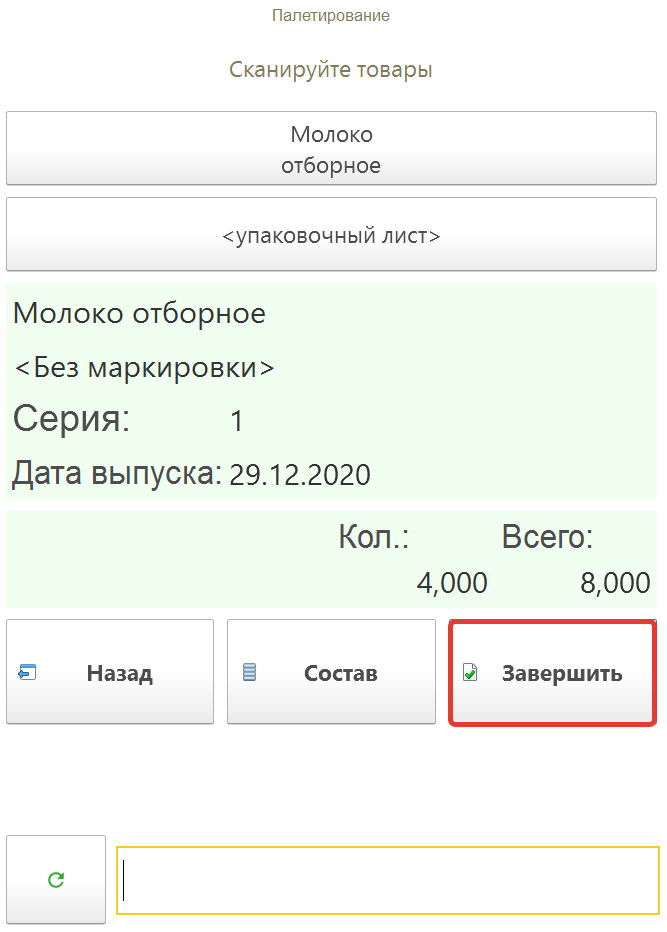 Палетирование
Сканируйте товары
Молоко
отборное
<упаковочный лист>
Молоко отборное
<Без маркировки>
Серия: 1
Дата выпуска: 29.12.2020
Кол.: Всего:
4,000 8,000
Назад Состав Завершить